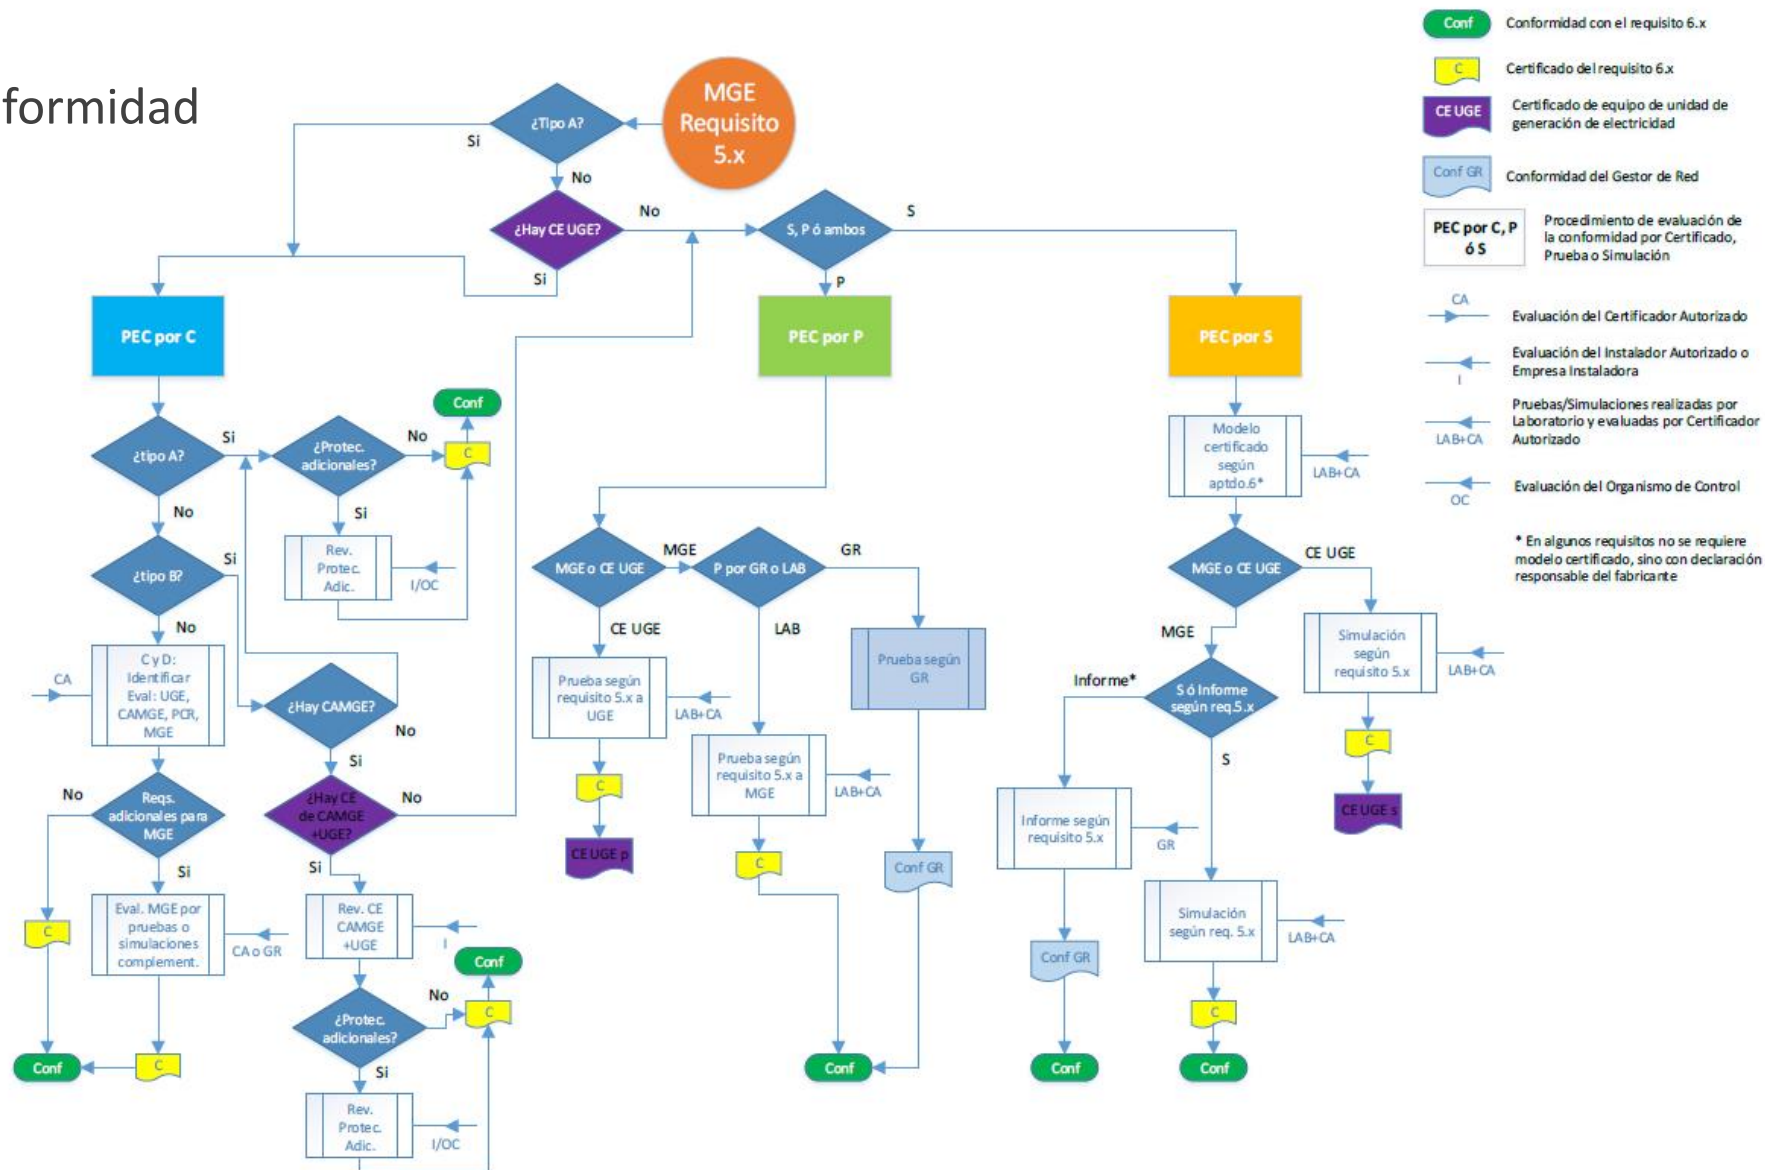 formidad
MGE
Requisito
5.x
¿Tipo A?
Si
No
¿Hay CE UGE?
No
Si
S, P ó ambos
S
P
PEC por C
PEC por P
PEC por S
¿tipo A?
Si
No
¿Protec.
adicionales?
No
Si
C
Conf
Rev.
Protec.
Adic.
I/OC
¿tipo B?
Si
No
C y D:
Identificar
Eval: UGE,
CAMGE, PCR,
MGE
CA
¿Hay CAMGE?
No
Si
Reqs.
adicionales para
MGE
No
Si
¿Hay CE
de CAMGE
+UGE?
No
Si
C
Eval. MGE por
pruebas o
simulaciones
complement.
CA o GR
Rev. CE
CAMGE
+UGE
I
Conf
¿Protec.
adicionales?
No
C
Si
Conf
C
Rev.
Protec.
Adic.
I/OC
MGE o CE UGE
MGE
P por GR o LAB
GR
CE UGE
LAB
Prueba según
requisito 5.x a
UGE
LAB+CA
Prueba según
GR
C
Prueba según
requisito 5.x a
MGE
LAB+CA
CE UGE p
C
Conf GR
Conf
Modelo
certificado
según
aptdo.6*
LAB+CA
MGE o CE UGE
CE UGE
MGE
Simulación
según
requisito 5.x
LAB+CA
Informe*
S ó Informe
según req.5.x
S
C
CE UGE s
Informe según
requisito 5.x
GR
Simulación
según req. 5.x
LAB+CA
Conf GR
C
Conf
Conf
Conf
Conformidad con el requisito 6.x
C
Certificado del requisito 6.x
CE UGE
Certificado de equipo de unidad de
generación de electricidad
Conf GR
Conformidad del Gestor de Red
PEC por C, P
ó S
Procedimiento de evaluación de
la conformidad por Certificado,
Prueba o Simulación
CA
Evaluación del Certificador Autorizado
I
Evaluación del Instalador Autorizado o
Empresa Instaladora
LAB+CA
Pruebas/Simulaciones realizadas por
Laboratorio y evaluadas por Certificador
Autorizado
OC
Evaluación del Organismo de Control
* En algunos requisitos no se requiere
modelo certificado, sino con declaración
responsable del fabricante